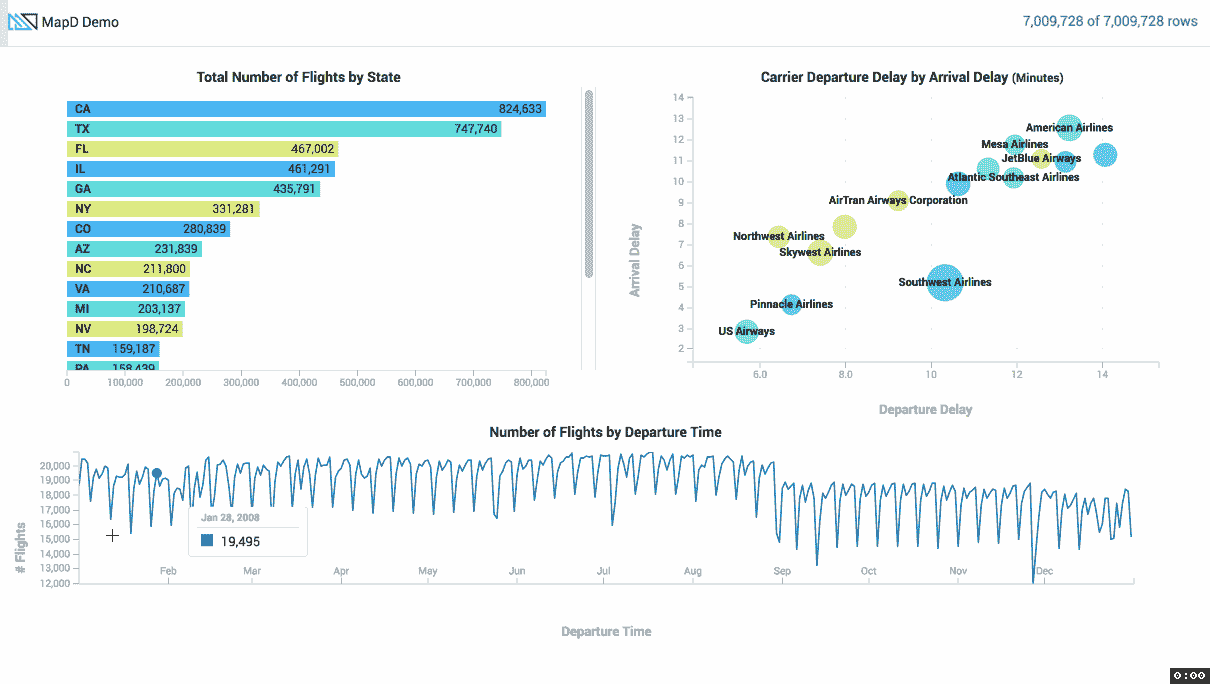 MapD Demo
7,009,728 of 7,009,728 rows
Total Number of Flights by State
CA 824,633
TX 747,740
FL 467,002
IL 461,291
GA 435,791
NY 331,281
CO 280,839
AZ 231,839
NC 211,800
VA 210,687
MI 203,137
NV 198,724
TN 159,187
PA 158,439
0 100,000 200,000 300,000 400,000 500,000 600,000 700,000 800,000
Carrier Departure Delay by Arrival Delay (Minutes)
14
13
12
11
10
9
8
7
6
5
4
3
2
Arrival Delay
American Airlines
Mesa Airlines
JetBlue Airways
Atlantic Southeast Airlines
AirTran Airways Corporation
Northwest Airlines
Skywest Airlines
Southwest Airlines
Pinnacle Airlines
US Airways
6.0 8.0 10 12 14
Departure Delay
Number of Flights by Departure Time
20,000
19,000
18,000
17,000
16,000
15,000
14,000
13,000
12,000
# Flights
Jan 28, 2008
19,495
Feb Mar Apr May Jun Jul Aug Sep Oct Nov Dec
Departure Time
0:00